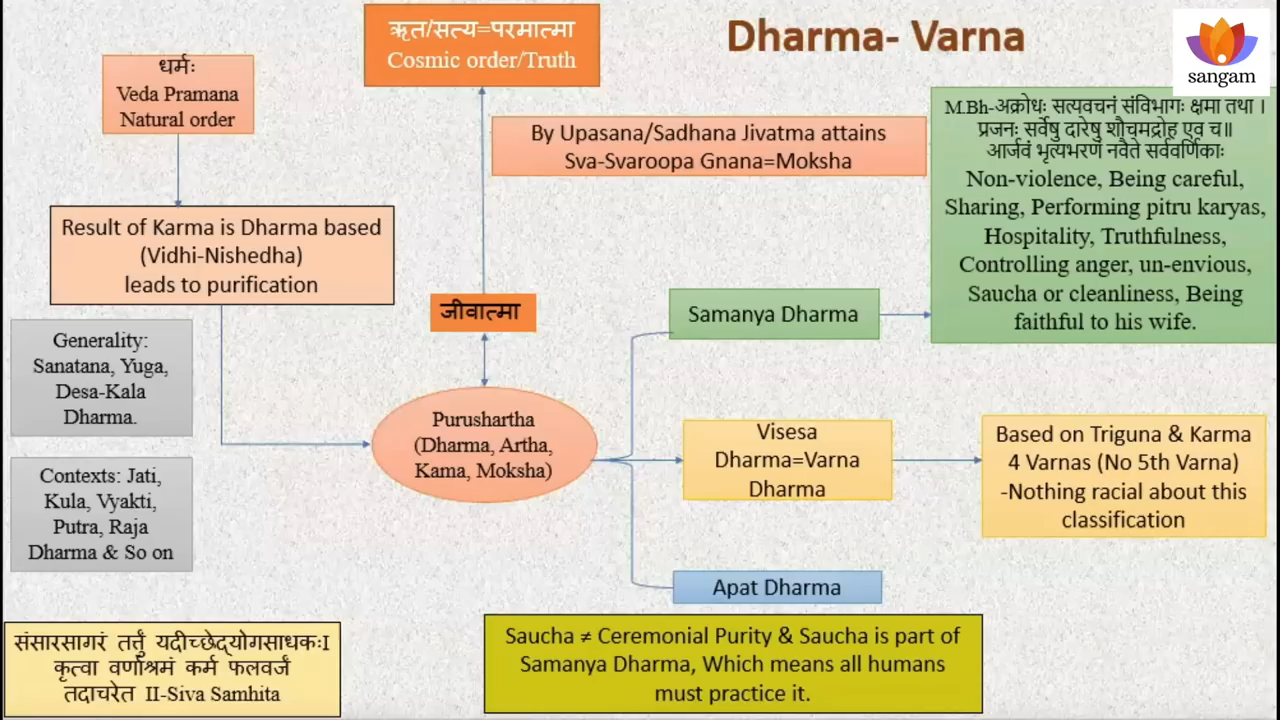 Dharma- Varna
sangam
ऋत/सत्य=परमात्मा
Cosmic order/Truth
धर्मः
Veda Pramana
Natural order
By Upasana/Sadhana Jivatma attains
Sva-Svaroopa Gnana=Moksha
M.Bh-अक्रोधः सत्यवचनं संविभागः क्षमा तथा ।
प्रजनः सर्वेषु दारेषु शौचमद्रोह एव च॥
आर्जवं भृत्यभरणं नवैते सर्ववर्णिकाः
Non-violence, Being careful,
Sharing, Performing pitru karyas,
Hospitality, Truthfulness,
Controlling anger, un-envious,
Saucha or cleanliness, Being
faithful to his wife.
Result of Karma is Dharma based
(Vidhi-Nishedha)
leads to purification
जीवात्मा
Samanya Dharma
Generality:
Sanatana, Yuga,
Desa-Kala
Dharma.
Purushartha
(Dharma, Artha,
Kama, Moksha)
Visesa
Dharma=Varna
Dharma
Based on Triguna & Karma
4 Varnas (No 5th Varna)
-Nothing racial about this
classification
Contexts: Jati,
Kula, Vyakti,
Putra, Raja
Dharma & So on
Apat Dharma
संसारसागरं तर्त्तुं यदीच्छेद्योगसाधकःI
कृत्वा वर्णाश्रमं कर्म फलवर्जं
तदाचरेत II-Siva Samhita
Saucha ≠ Ceremonial Purity & Saucha is part of
Samanya Dharma, Which means all humans
must practice it.